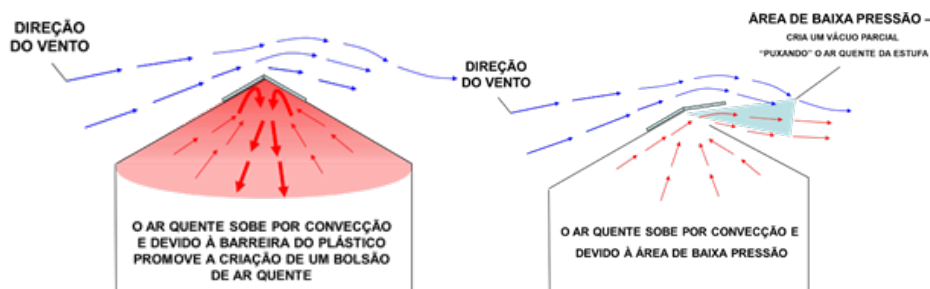 DIREÇÃO
DO VENTO
O AR QUENTE SOBE POR CONVECÇÃO
E DEVIDO À BARREIRA DO PLÁSTICO
PROMOVE A CRIAÇÃO DE UM BOLSÃO
DE AR QUENTE
DIREÇÃO
DO VENTO
ÁREA DE BAIXA PRESSÃO –
CRIA UM VÁCUO PARCIAL
“PUXANDO” O AR QUENTE DA ESTUFA
O AR QUENTE SOBE POR CONVECÇÃO E
DEVIDO À ÁREA DE BAIXA PRESSÃO